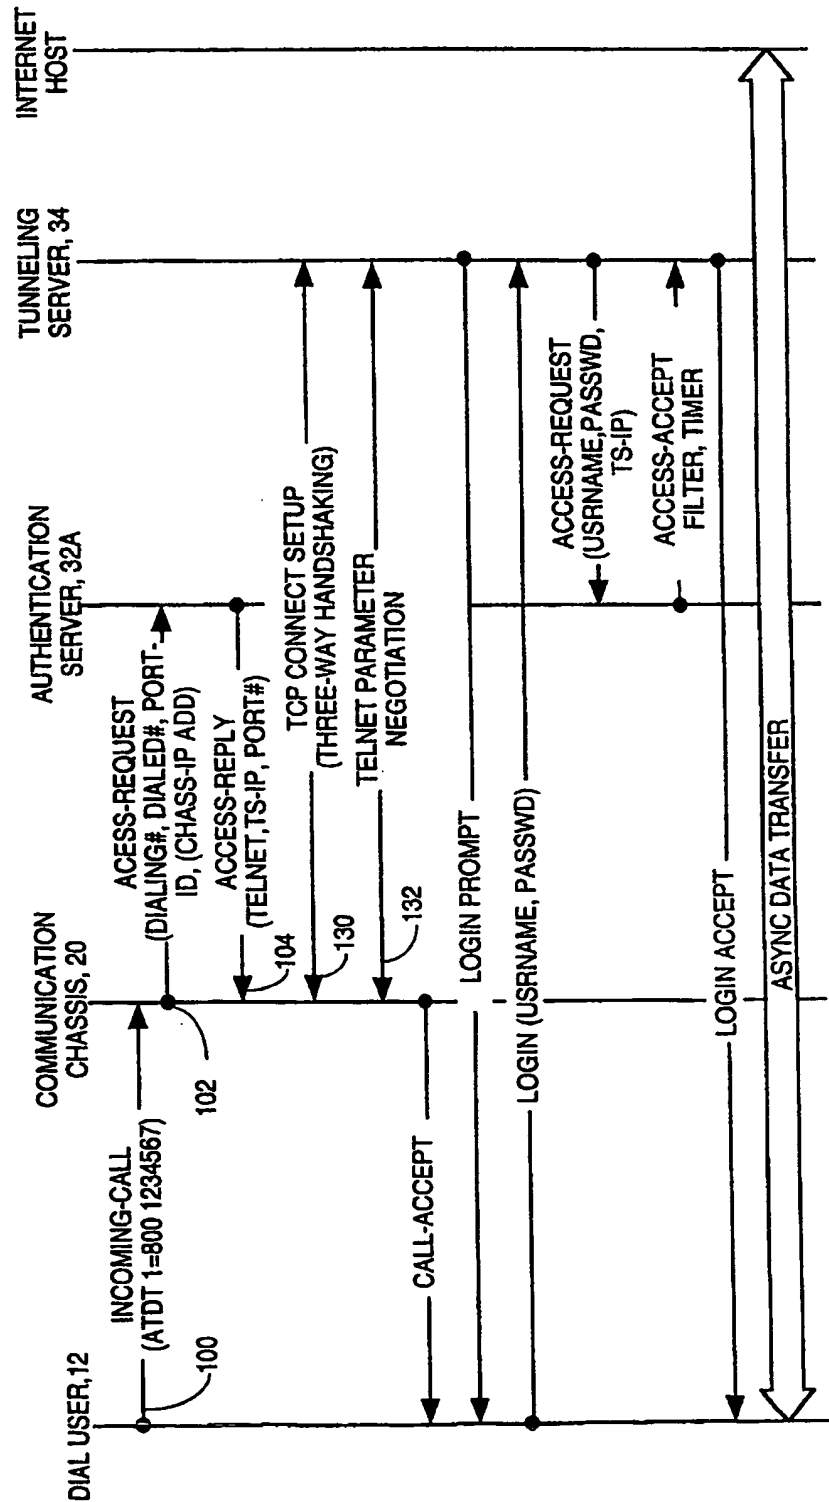 DIAL USER,12
COMMUNICATION
CHASSIS, 20
AUTHENTICATION
SERVER, 32A
TUNNELING
SERVER, 34
INTERNET
HOST
INCOMING-CALL
(ATDT 1=800 1234567)
100
102
ACESS-REQUEST
(DIALING#, DIALED#, PORT-
ID, (CHASS-IP ADD)
ACCESS-REPLY
(TELNET,TS-IP, PORT#)
104
TCP CONNECT SETUP
(THREE-WAY HANDSHAKING)
130
TELNET PARAMETER
NEGOTIATION
132
CALL-ACCEPT
LOGIN PROMPT
LOGIN (USRNAME, PASSWD)
ACCESS-REQUEST
(USRNAME,PASSWD,
TS-IP)
ACCESS-ACCEPT
FILTER, TIMER
LOGIN ACCEPT
ASYNC DATA TRANSFER